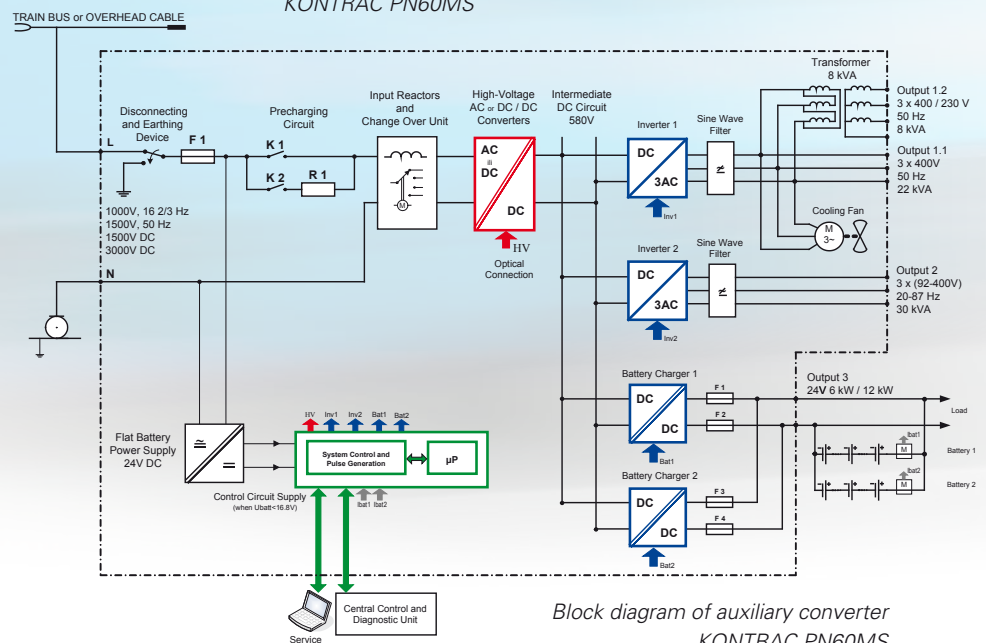 KONTRAC PN60MS
TRAIN BUS or OVERHEAD CABLE
Disconnecting
and Earthing
Device
F 1
L
Precharging
Circuit
K 1
K 2
R 1
Input Reactors
and
Change Over Unit
M
High-Voltage
AC or DC / DC
Converters
AC
ili
DC
DC
HV
Optical
Connection
Intermediate
DC Circuit
580V
Inverter 1
DC
3AC
Inv1
Sine Wave
Filter
≠
Transformer
8 kVA
Output 1.2
3 x 400 / 230 V
50 Hz
8 kVA
Output 1.1
3 x 400V
50 Hz
22 kVA
Cooling Fan
M
3~
1000V, 16 2/3 Hz
1500V, 50 Hz
1500V DC
3000V DC
N
Inverter 2
DC
3AC
Inv2
Sine Wave
Filter
≠
Output 2
3 x (92-400V)
20-87 Hz
30 kVA
Battery Charger 1
DC
DC
Bat1
F 1
F 2
Output 3
24V 6 kW / 12 kW
Load
Ibat1
M
Battery 1
Ibat2
M
Battery 2
Battery Charger 2
DC
DC
Bat2
F 3
F 4
Flat Battery
Power Supply
24V DC
HV
Inv1
Inv2
Bat1
Bat2
System Control and
Pulse Generation
µP
Control Circuit Supply
(when Ubatt<16.8V)
Ibat1
Ibat2
Service
Central Control and
Diagnostic Unit
Block diagram of auxiliary converter
KONTRAC PN60MS